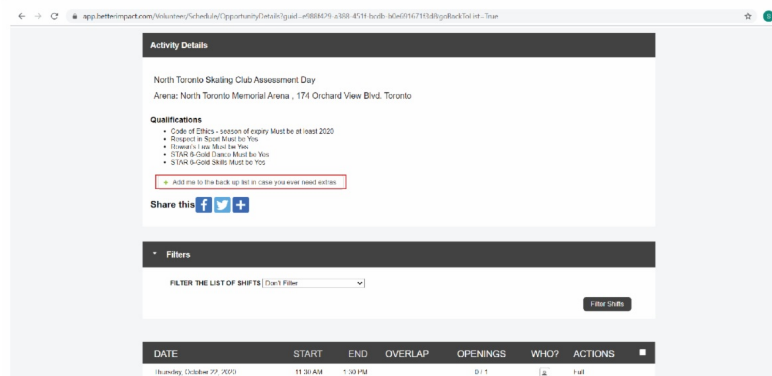 app.betterimpact.com/Volunteer/Schedule/OpportunityDetails?guid=e988f429-a388-451f-bcdb-b6e691671f3d&goBackToList=True
Activity Details
North Toronto Skating Club Assessment Day
Arena: North Toronto Memorial Arena , 174 Orchard View Blvd. Toronto
Qualifications
Code of Ethics - season of expiry Must be at least 2020
Respect in Sport Must be Yes
Rowan's Law Must be Yes
STAR 6-Gold Dance Must be Yes
STAR 6-Gold Skills Must be Yes
+ Add me to the back up list in case you ever need extras
Share this
Filters
FILTER THE LIST OF SHIFTS Don't Filter
Filter Shifts
DATE START END OVERLAP OPENINGS WHO? ACTIONS
Thursday, October 22, 2020 11:30 AM 1:30 PM 0 / 1 Full